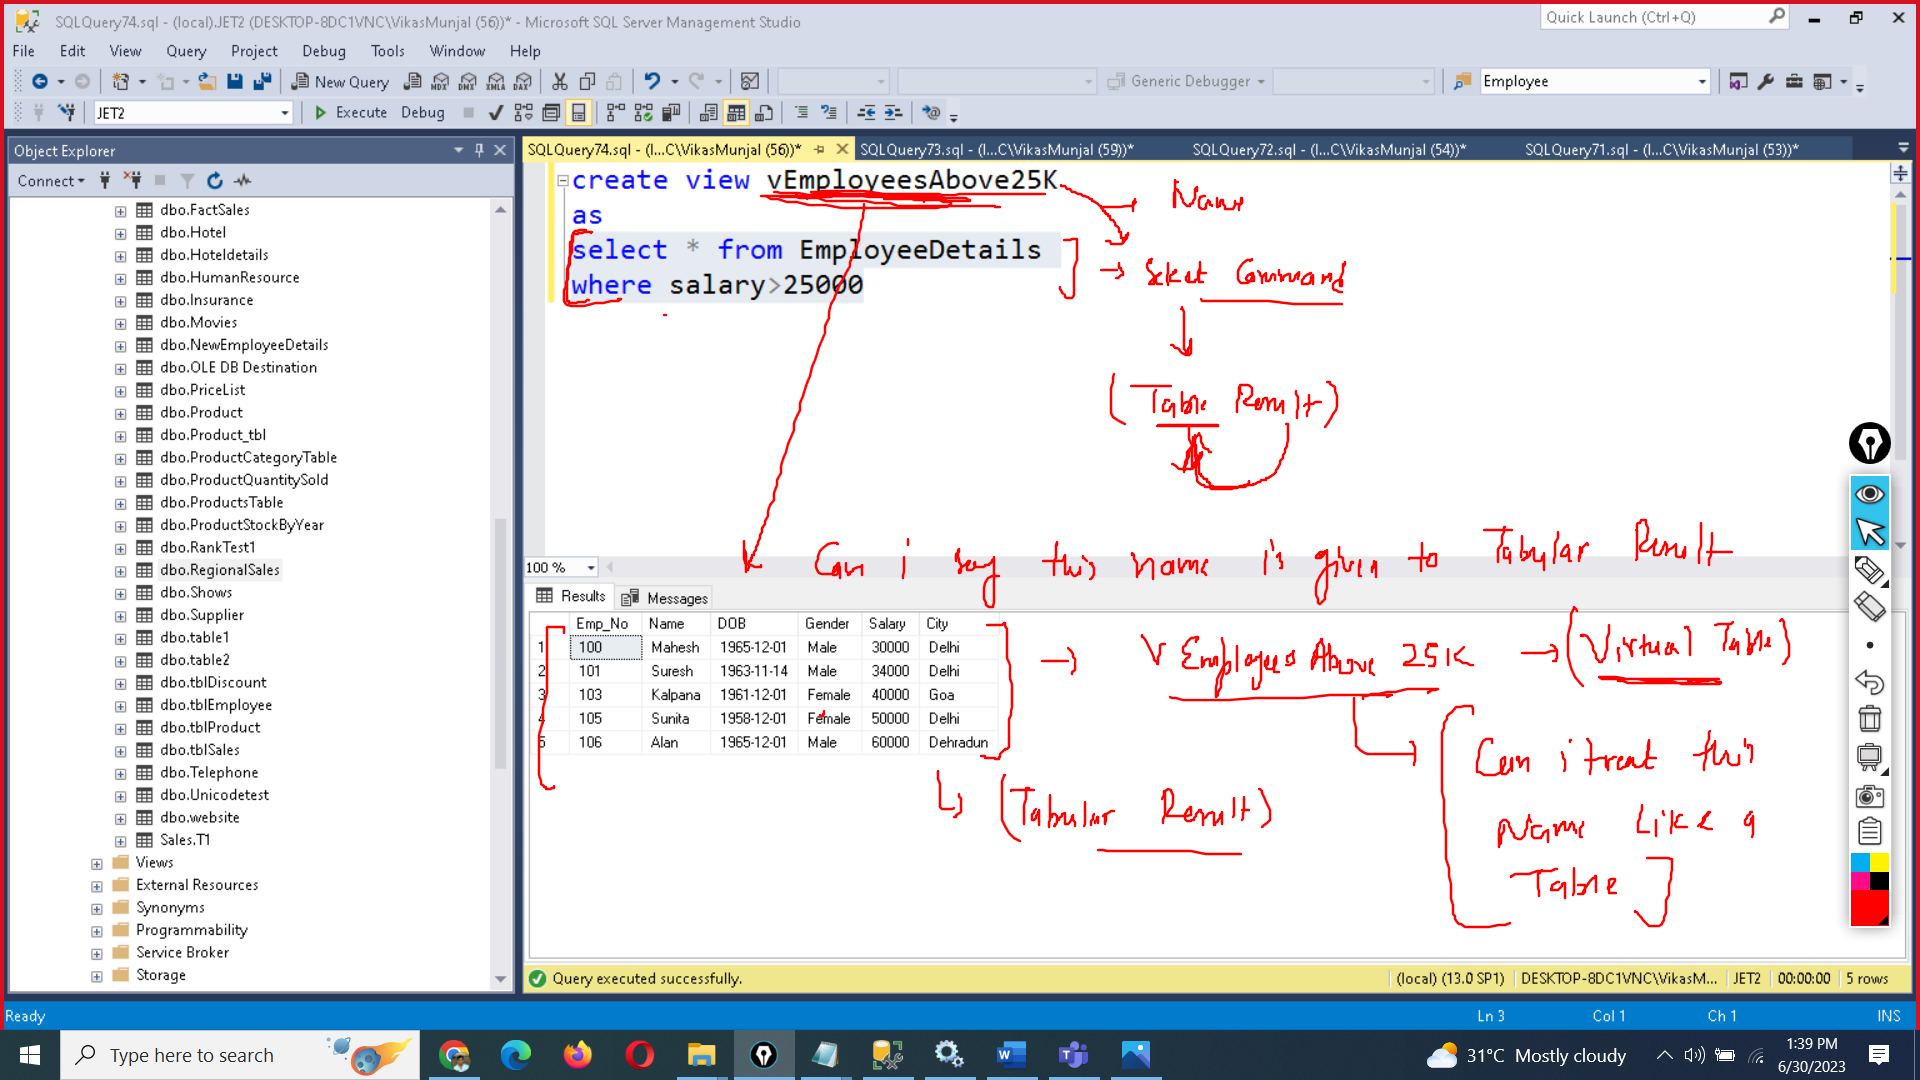 SQLQuery74.sql - (local).JET2 (DESKTOP-8DC1VNC\VikasMunjal (56))* - Microsoft SQL Server Management Studio
Quick Launch (Ctrl+Q)
File Edit View Query Project Debug Tools Window Help
New Query
MDX DMX XMLA DAX
Generic Debugger
Employee
JET2
Execute Debug
Object Explorer
Connect
dbo.FactSales
dbo.Hotel
dbo.Hoteldetails
dbo.HumanResource
dbo.Insurance
dbo.Movies
dbo.NewEmployeeDetails
dbo.OLE DB Destination
dbo.PriceList
dbo.Product
dbo.Product_tbl
dbo.ProductCategoryTable
dbo.ProductQuantitySold
dbo.ProductsTable
dbo.ProductStockByYear
dbo.RankTest1
dbo.RegionalSales
dbo.Shows
dbo.Supplier
dbo.table1
dbo.table2
dbo.tblDiscount
dbo.tblEmployee
dbo.tblProduct
dbo.tblSales
dbo.Telephone
dbo.Unicodetest
dbo.website
Sales.T1
Views
External Resources
Synonyms
Programmability
Service Broker
Storage
SQLQuery74.sql - (l...C\VikasMunjal (56))* SQLQuery73.sql - (l...C\VikasMunjal (59))* SQLQuery72.sql - (l...C\VikasMunjal (54))* SQLQuery71.sql - (l...C\VikasMunjal (53))*
create view vEmployeesAbove25K
as
select * from EmployeeDetails
where salary>25000
Name
Select Command
(Table Result)
Can i say this name is given to Tabular Result
100 %
Results Messages
Emp_No Name DOB Gender Salary City
1 100 Mahesh 1965-12-01 Male 30000 Delhi
2 101 Suresh 1963-11-14 Male 34000 Delhi
3 103 Kalpana 1961-12-01 Female 40000 Goa
4 105 Sunita 1958-12-01 Female 50000 Delhi
5 106 Alan 1965-12-01 Male 60000 Dehradun
V Employees Above 25K
(Virtual Table)
(Tabular Result)
Can i treat this
Name Like a
Table
Query executed successfully.
(local) (13.0 SP1) DESKTOP-8DC1VNC\VikasM... JET2 00:00:00 5 rows
Ready
Ln 3 Col 1 Ch 1 INS
Type here to search
31°C Mostly cloudy
1:39 PM
6/30/2023